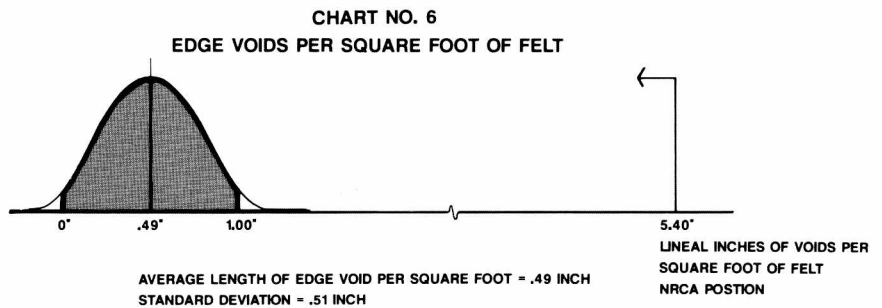 CHART NO. 6
EDGE VOIDS PER SQUARE FOOT OF FELT
0" .49" 1.00" 5.40"
LINEAL INCHES OF VOIDS PER
SQUARE FOOT OF FELT
NRCA POSTION
AVERAGE LENGTH OF EDGE VOID PER SQUARE FOOT = .49 INCH
STANDARD DEVIATION = .51 INCH